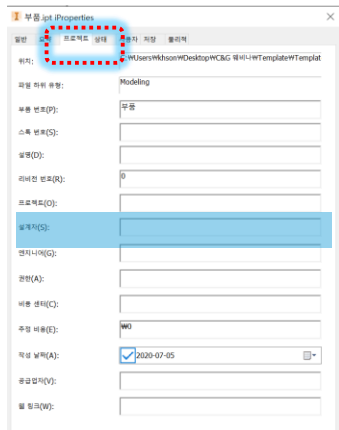 부품.ipt iProperties
일반 프로젝트 상태 저장 물리적
위치: ₩Users₩khson₩Desktop₩C&G 웨비나₩Template₩Templat
파일 하위 유형: Modeling
부품 번호(P): 부품
스톡 번호(S):
설명(D):
리비전 번호(R): 0
프로젝트(O):
설계자(S):
엔지니어(G):
권한(A):
비용 센터(C):
추정 비용(E): ₩0
작성 날짜(A): 2020-07-05
공급업자(V):
웹 링크(W):